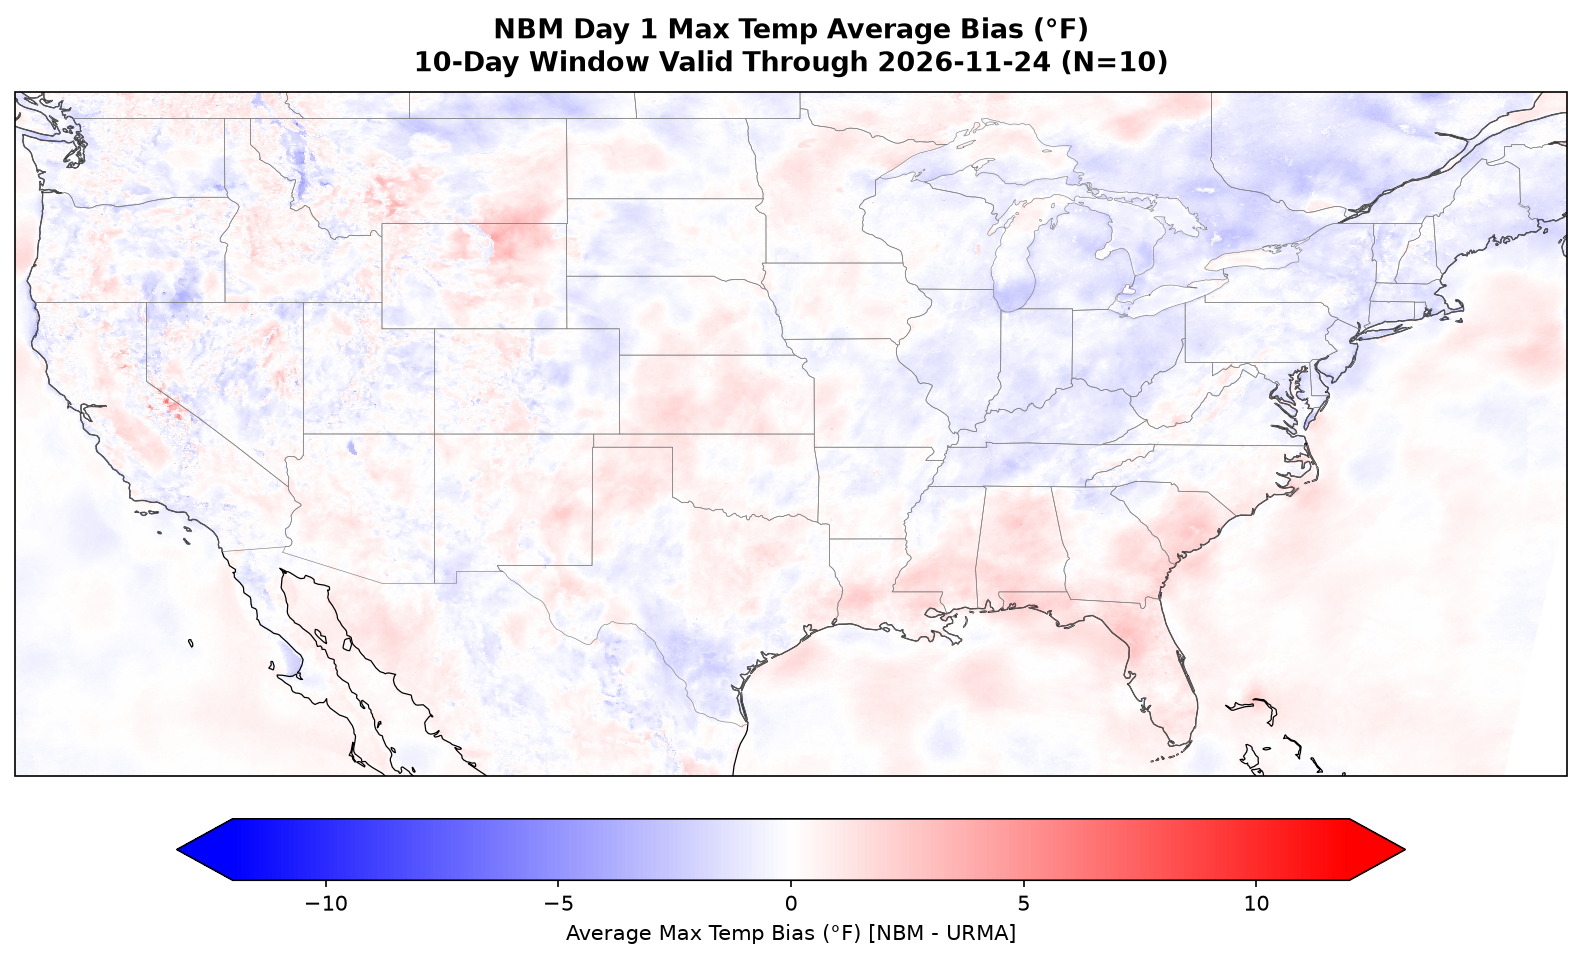 NBM Day 1 Max Temp Average Bias (°F)
10-Day Window Valid Through 2026-11-24 (N=10)
−10 −5 0 5 10
Average Max Temp Bias (°F) [NBM - URMA]